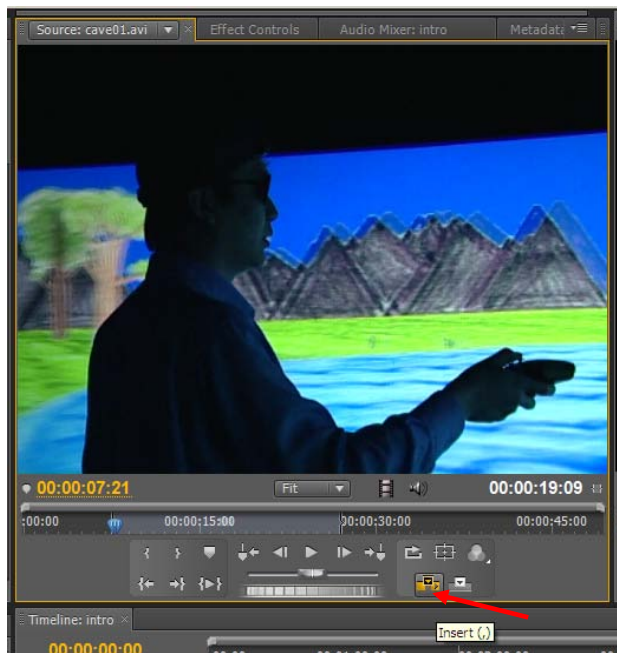 Source: cave01.avi Effect Controls Audio Mixer: intro Metadata
00:00:07:21 Fit 00:00:19:09
:00:00 00:00:15:00 00:00:30:00 00:00:45:00
Insert (,)
Timeline: intro
00:00:00:00